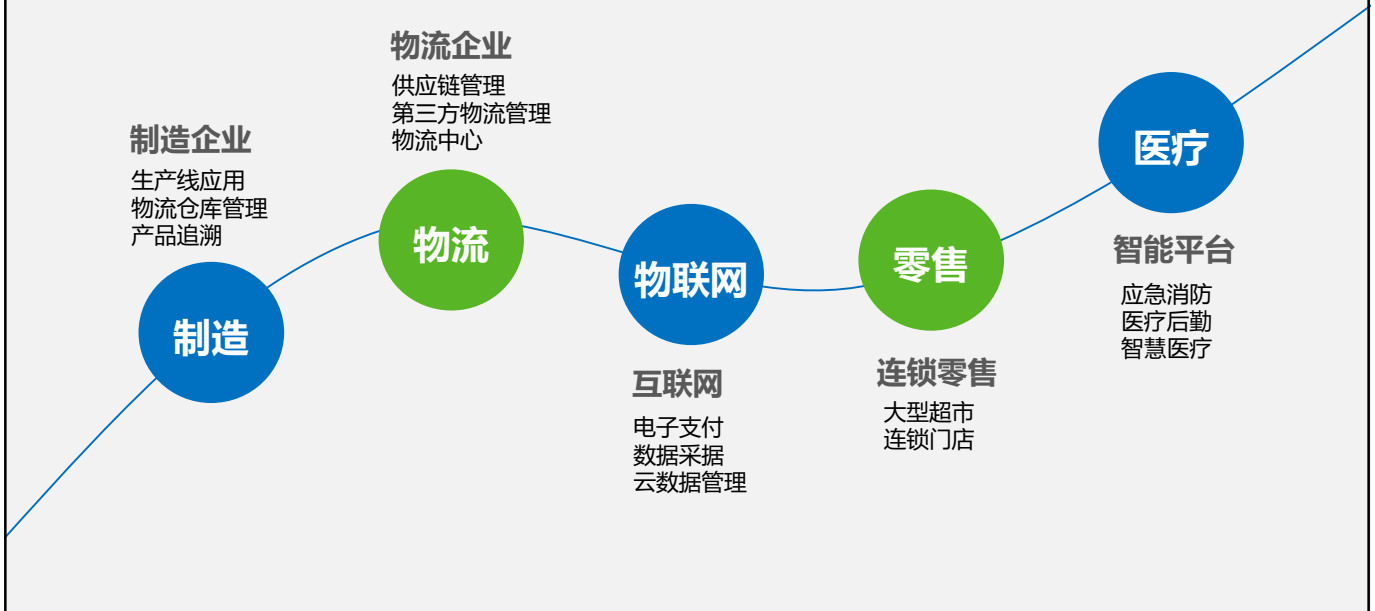 制造企业
生产线应用
物流仓库管理
产品追溯
制造
物流企业
供应链管理
第三方物流管理
物流中心
物流
物联网
互联网
电子支付
数据采据
云数据管理
零售
连锁零售
大型超市
连锁门店
医疗
智能平台
应急消防
医疗后勤
智慧医疗